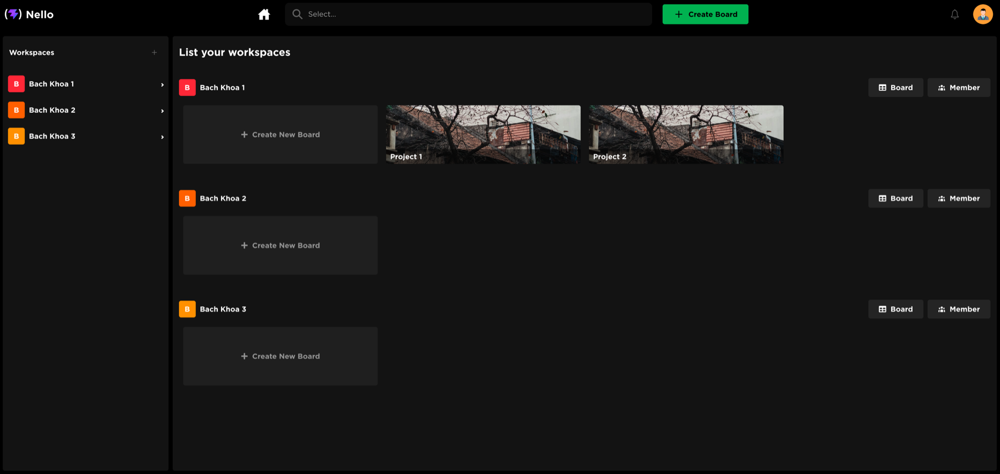 Nello
Select...
Create Board
Workspaces
B Bach Khoa 1
B Bach Khoa 2
B Bach Khoa 3
List your workspaces
B Bach Khoa 1
Board
Member
Create New Board
Project 1
Project 2
B Bach Khoa 2
Board
Member
Create New Board
B Bach Khoa 3
Board
Member
Create New Board